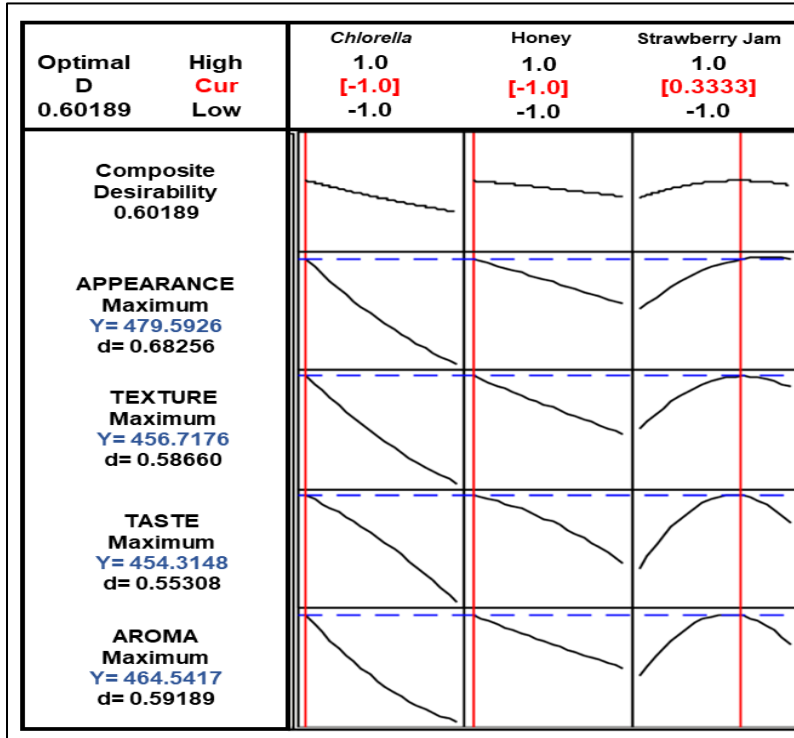 Chlorella Honey Strawberry Jam
Optimal High 1.0 1.0 1.0
D Cur [-1.0] [-1.0] [0.3333]
0.60189 Low -1.0 -1.0 -1.0
Composite
Desirability
0.60189
APPEARANCE
Maximum
Y= 479.5926
d= 0.68256
TEXTURE
Maximum
Y= 456.7176
d= 0.58660
TASTE
Maximum
Y= 454.3148
d= 0.55308
AROMA
Maximum
Y= 464.5417
d= 0.59189